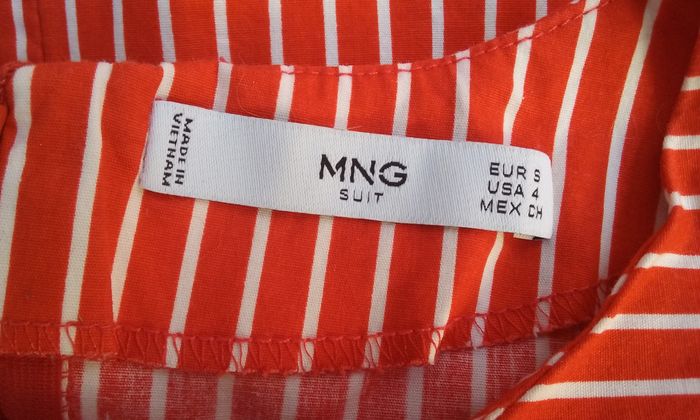 MADE IN
VIETNAM
MNG
SUIT
EUR S
USA 4
MEX CH